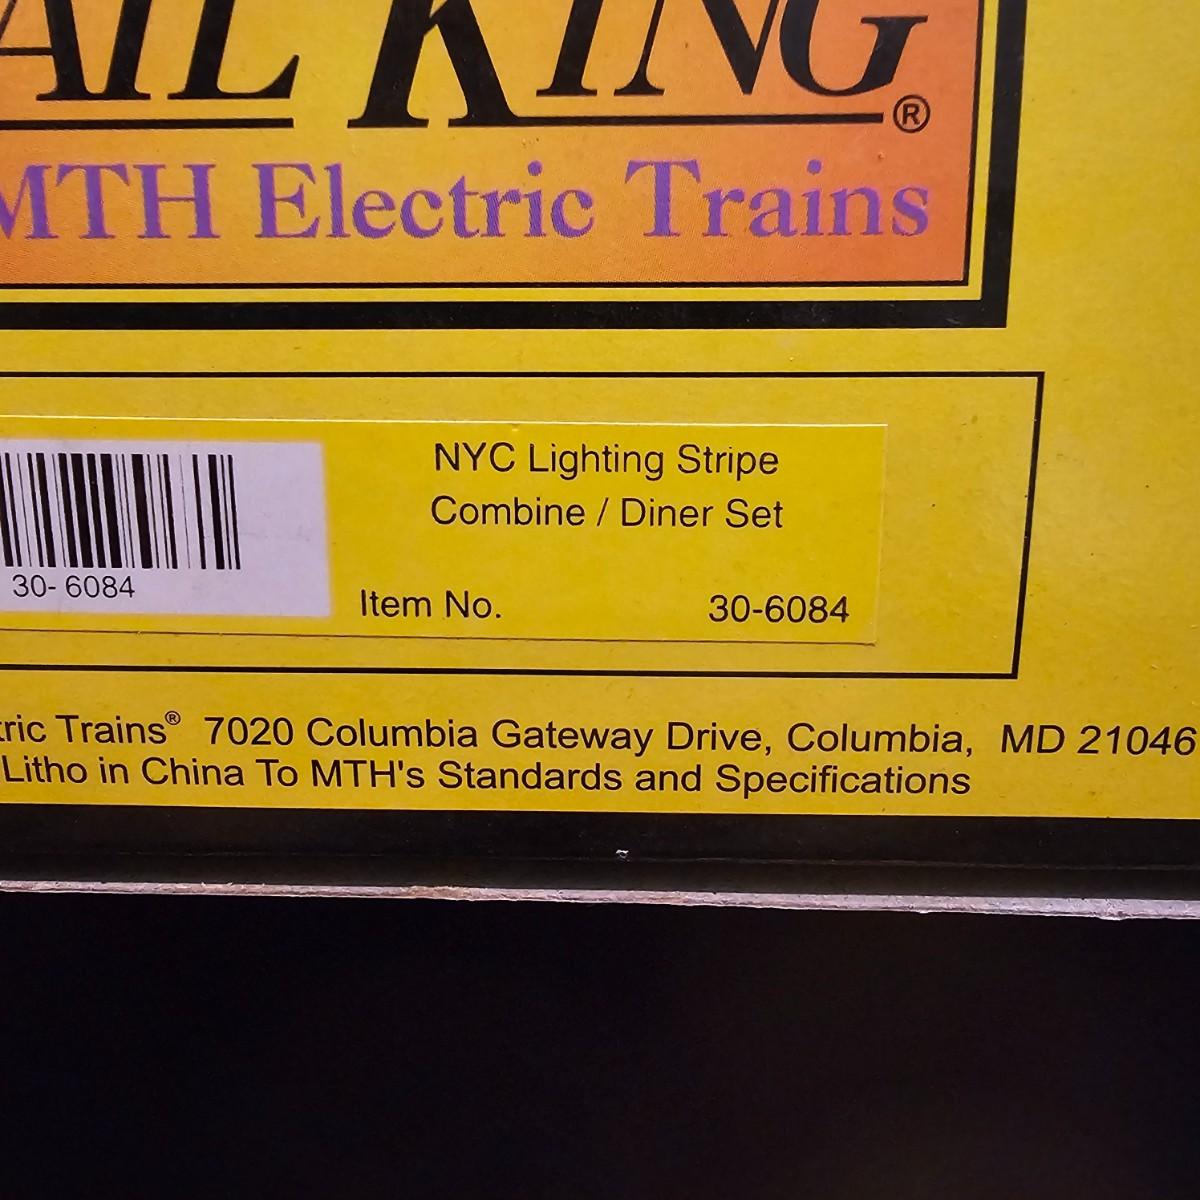 AIL KING®
MTH Electric Trains
NYC Lighting Stripe
Combine / Diner Set
30- 6084
Item No. 30-6084
tric Trains® 7020 Columbia Gateway Drive, Columbia, MD 21046
Litho in China To MTH's Standards and Specifications